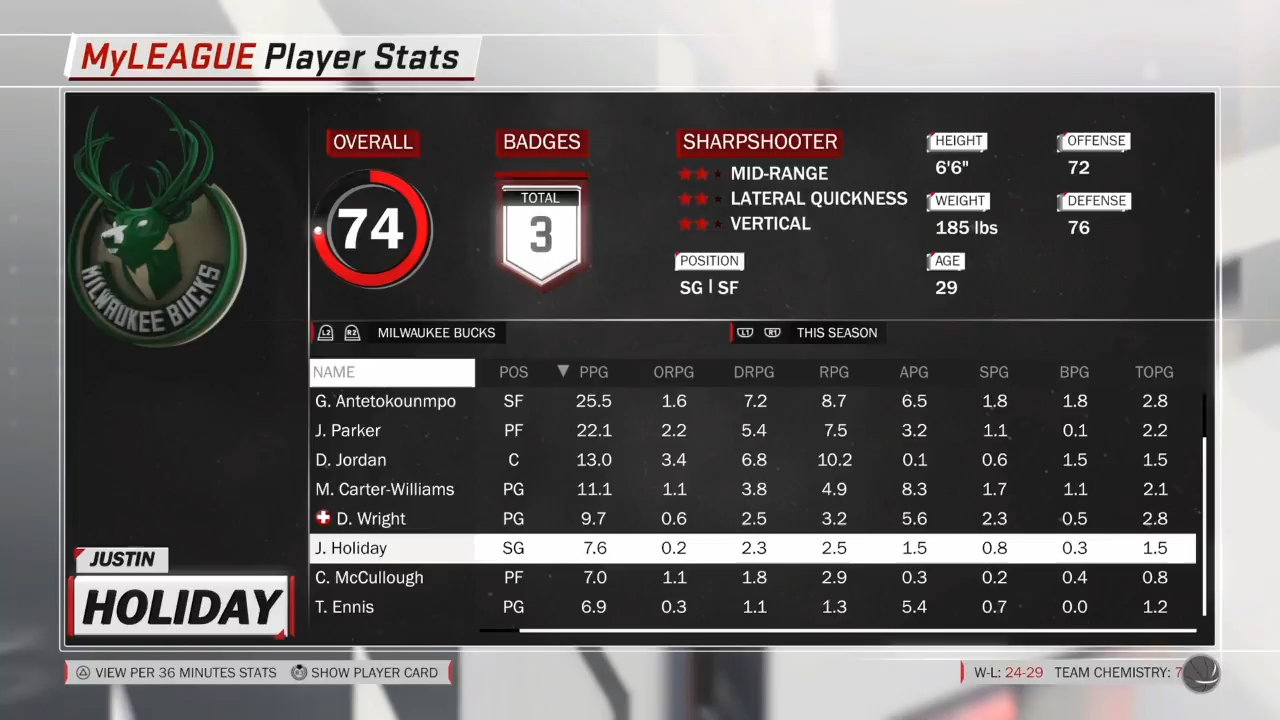 MyLEAGUE Player Stats
MILWAUKEE BUCKS
OVERALL
74
BADGES
TOTAL
3
SHARPSHOOTER
MID-RANGE
LATERAL QUICKNESS
VERTICAL
POSITION
SG | SF
HEIGHT
6'6"
WEIGHT
185 lbs
AGE
29
OFFENSE
72
DEFENSE
76
L2 R2 MILWAUKEE BUCKS
L1 R1 THIS SEASON
NAME POS PPG ORPG DRPG RPG APG SPG BPG TOPG
G. Antetokounmpo SF 25.5 1.6 7.2 8.7 6.5 1.8 1.8 2.8
J. Parker PF 22.1 2.2 5.4 7.5 3.2 1.1 0.1 2.2
D. Jordan C 13.0 3.4 6.8 10.2 0.1 0.6 1.5 1.5
M. Carter-Williams PG 11.1 1.1 3.8 4.9 8.3 1.7 1.1 2.1
D. Wright PG 9.7 0.6 2.5 3.2 5.6 2.3 0.5 2.8
J. Holiday SG 7.6 0.2 2.3 2.5 1.5 0.8 0.3 1.5
C. McCullough PF 7.0 1.1 1.8 2.9 0.3 0.2 0.4 0.8
T. Ennis PG 6.9 0.3 1.1 1.3 5.4 0.7 0.0 1.2
JUSTIN
HOLIDAY
VIEW PER 36 MINUTES STATS
SHOW PLAYER CARD
W-L: 24-29
TEAM CHEMISTRY: 7